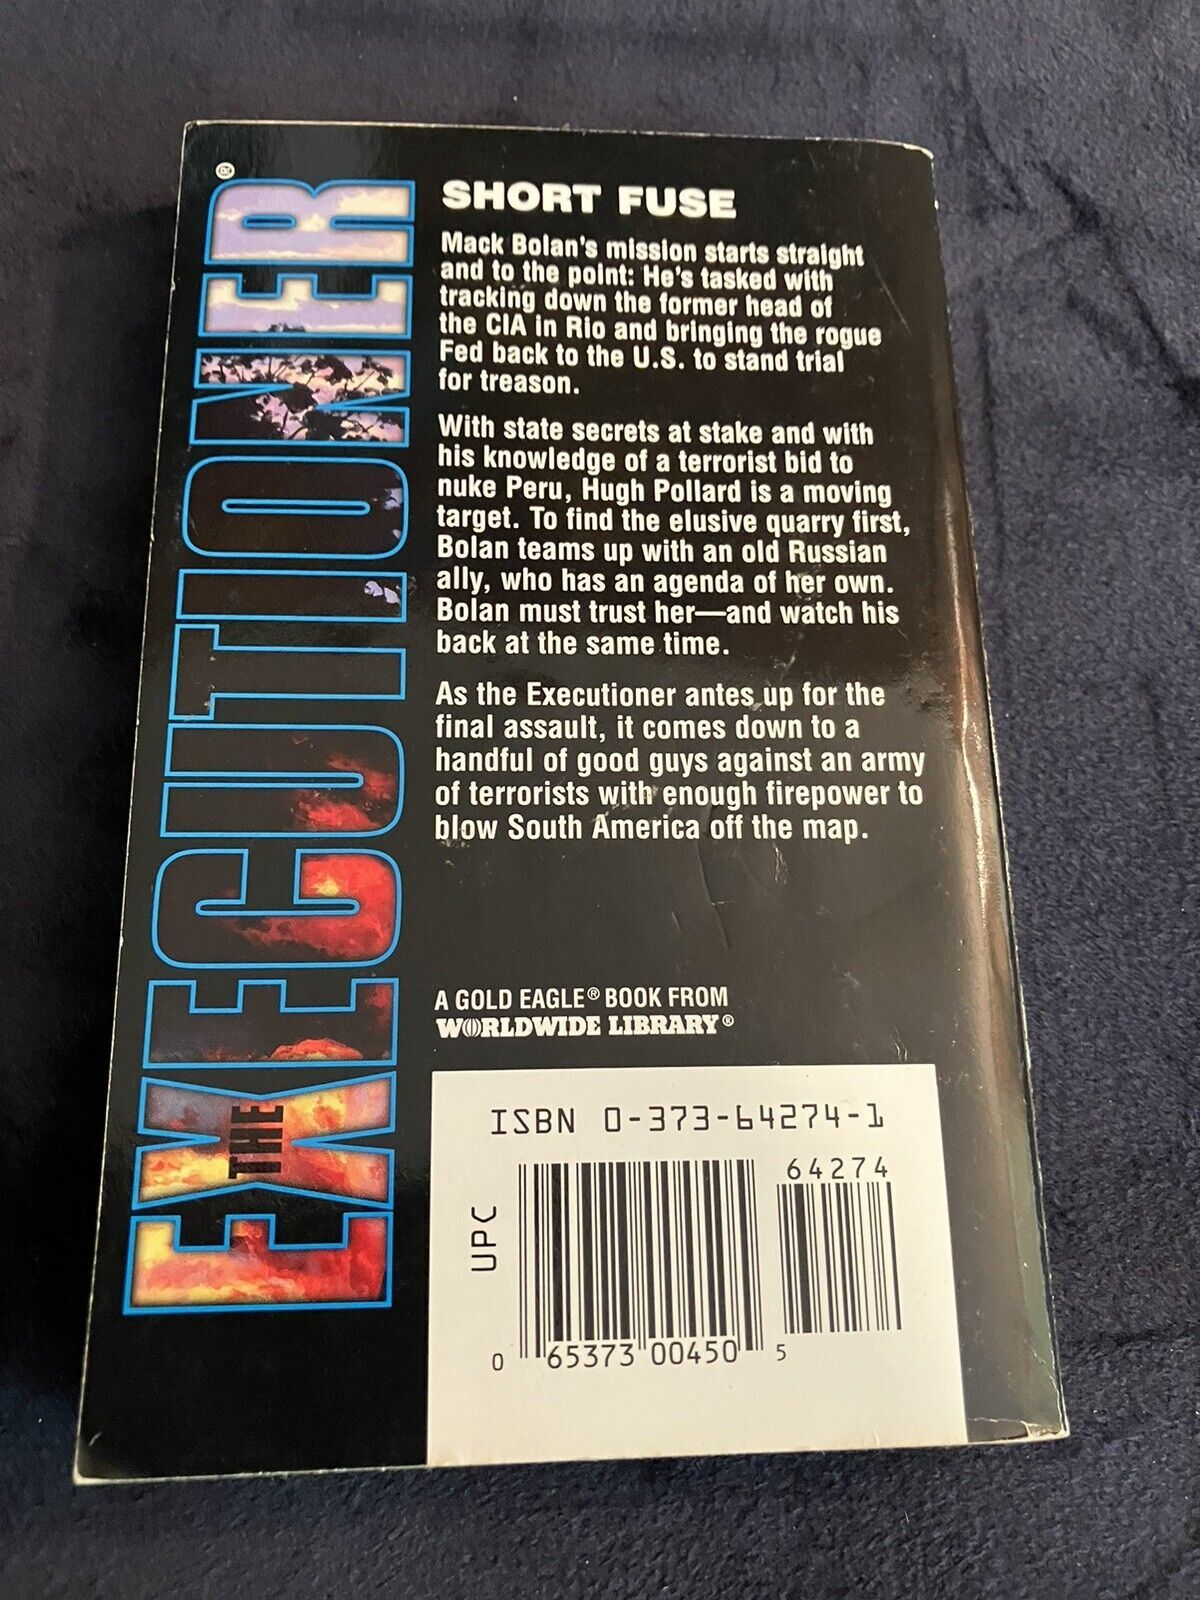 THE
EXECUTIONER®
SHORT FUSE
Mack Bolan's mission starts straight
and to the point: He's tasked with
tracking down the former head of
the CIA in Rio and bringing the rogue
Fed back to the U.S. to stand trial
for treason.
With state secrets at stake and with
his knowledge of a terrorist bid to
nuke Peru, Hugh Pollard is a moving
target. To find the elusive quarry first,
Bolan teams up with an old Russian
ally, who has an agenda of her own.
Bolan must trust her—and watch his
back at the same time.
As the Executioner antes up for the
final assault, it comes down to a
handful of good guys against an army
of terrorists with enough firepower to
blow South America off the map.
A GOLD EAGLE® BOOK FROM
WORLDWIDE LIBRARY®
ISBN 0-373-64274-1
64274
UPC
0 65373 00450 5